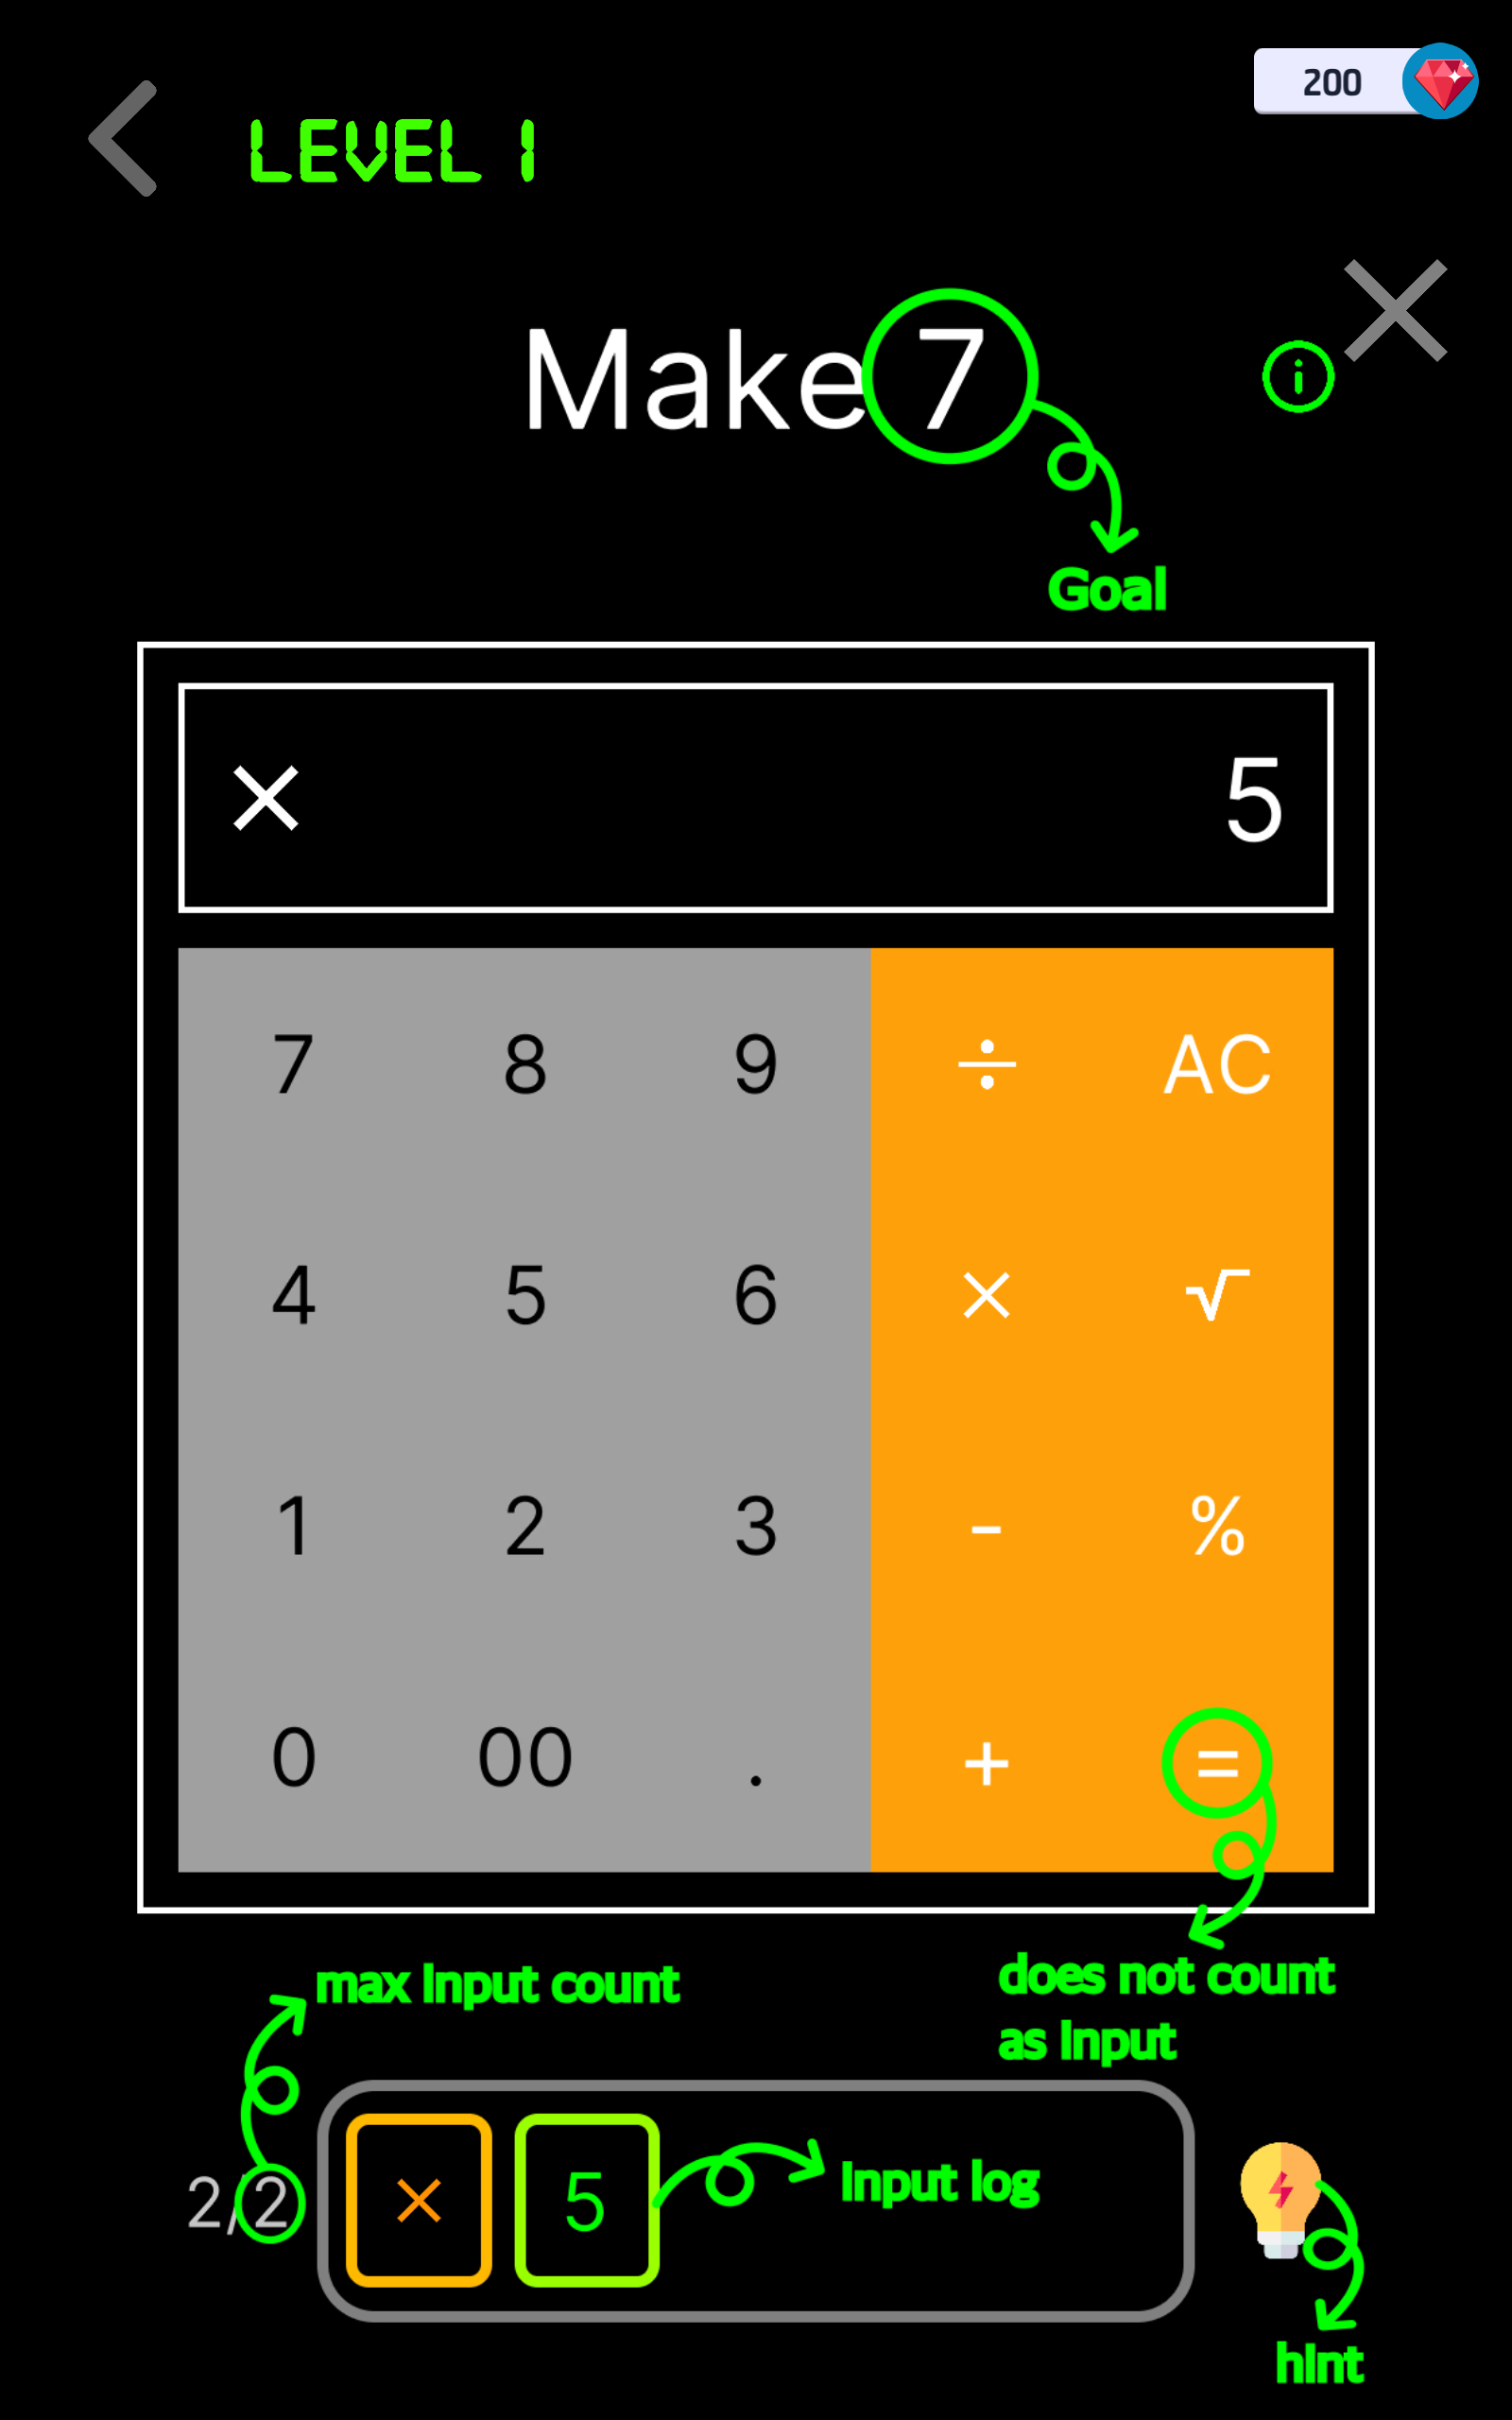 200
LEVEL 1
Make 7
i
Goal
× 5
7 8 9 ÷ AC
4 5 6 × √
1 2 3 - %
0 00 . + =
max input count
does not count
as input
2/2
× 5
input log
hint